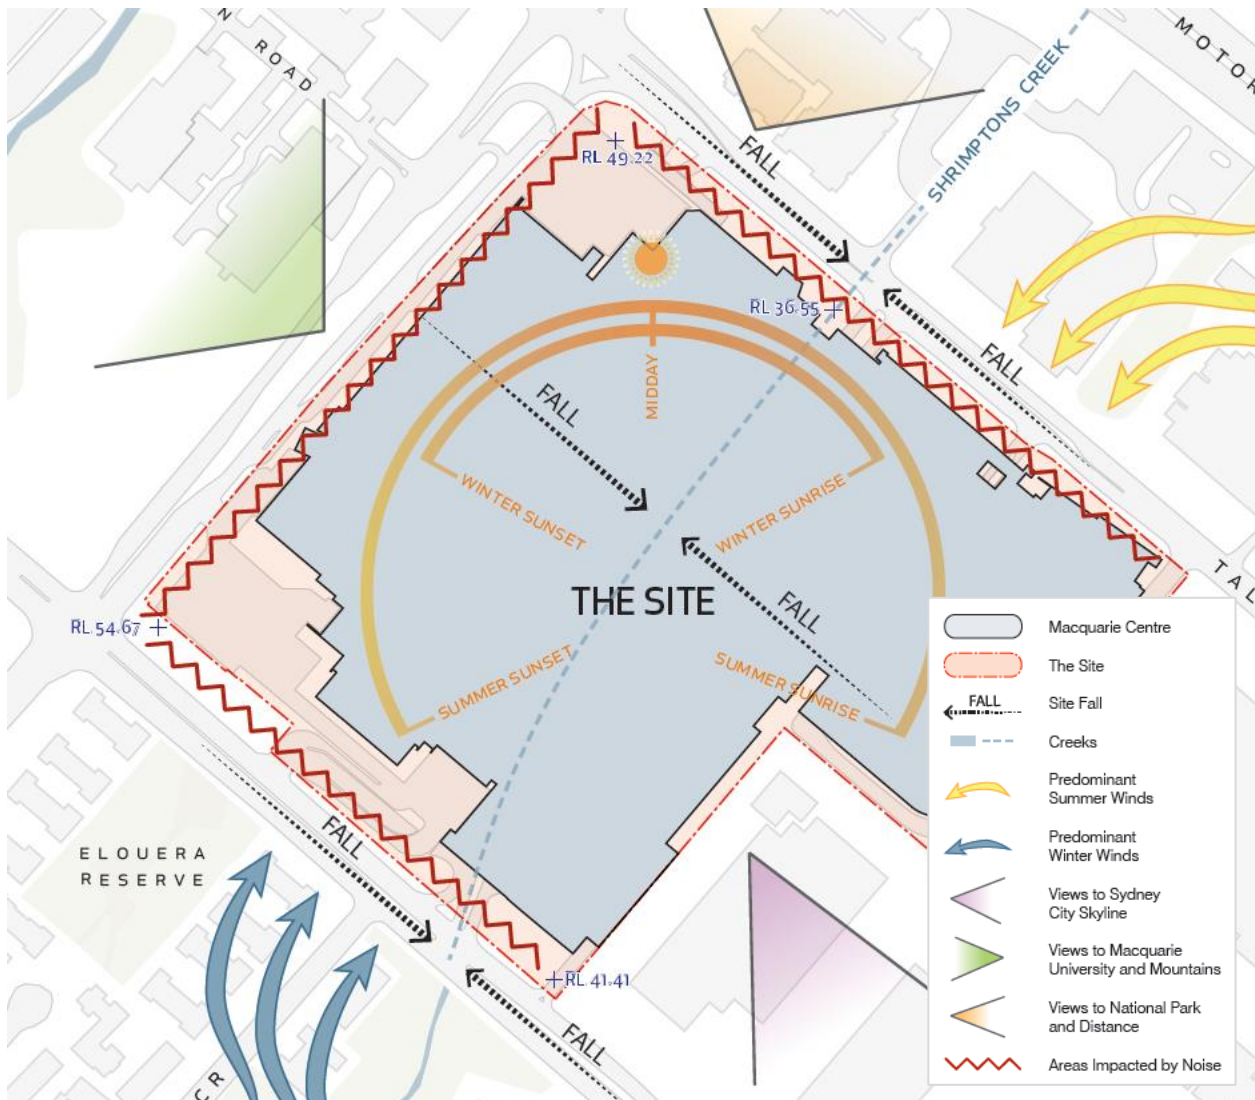 N
ROAD
MOTOR
SHRIMPTONS CREEK
FALL
RL 49.22
RL 36.55
FALL
MIDDAY
FALL
WINTER SUNSET
WINTER SUNRISE
THE SITE
FALL
TAL
RL 54.67
SUMMER SUNSET
SUMMER SUNRISE
FALL
ELOUERA
RESERVE
RL 41.41
FALL
CR
Macquarie Centre
The Site
FALL
Site Fall
Creeks
Predominant
Summer Winds
Predominant
Winter Winds
Views to Sydney
City Skyline
Views to Macquarie
University and Mountains
Views to National Park
and Distance
Areas Impacted by Noise